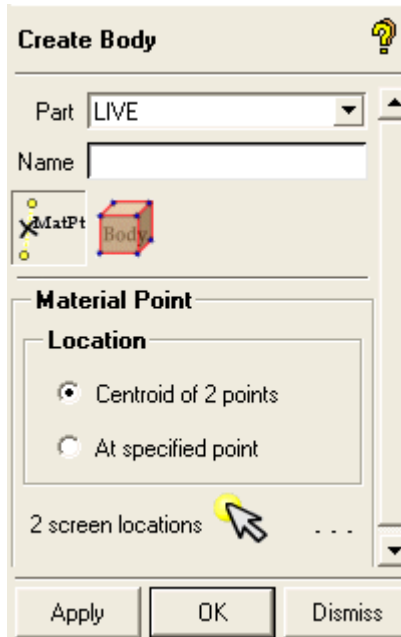 Create Body
Part LIVE
Name
MatPt Body
Material Point
Location
Centroid of 2 points
At specified point
2 screen locations ...
Apply OK Dismiss